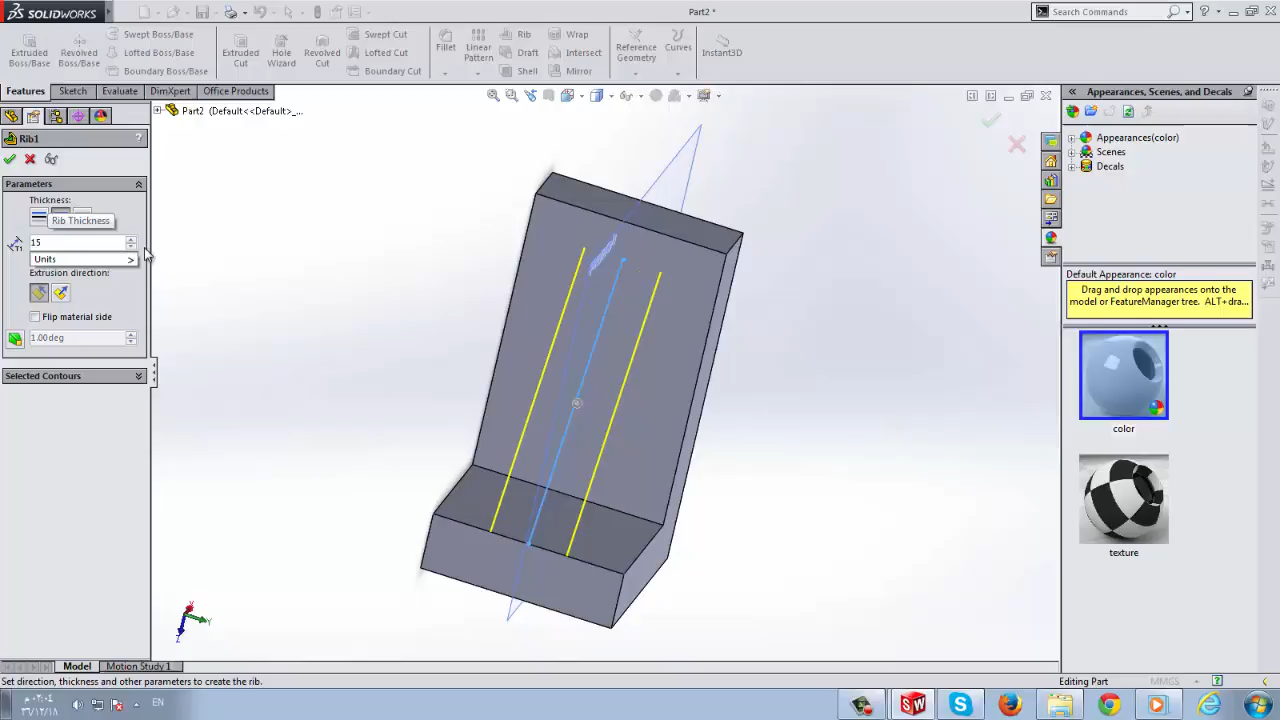 SOLIDWORKS
Part2 *
Search Commands
Extruded Boss/Base
Revolved Boss/Base
Swept Boss/Base
Lofted Boss/Base
Boundary Boss/Base
Extruded Cut
Hole Wizard
Revolved Cut
Swept Cut
Lofted Cut
Boundary Cut
Fillet
Linear Pattern
Rib
Draft
Shell
Wrap
Intersect
Mirror
Reference Geometry
Curves
Instant3D
Features
Sketch
Evaluate
DimXpert
Office Products
Part2 (Default<<Default>_...
Rib1
?
Parameters
Thickness:
Rib Thickness
15
Units
Extrusion direction:
Flip material side
1.00deg
Selected Contours
Appearances, Scenes, and Decals
Appearances(color)
Scenes
Decals
Default Appearance: color
Drag and drop appearances onto the
model or FeatureManager tree. ALT+dra...
color
texture
Model
Motion Study 1
Set direction, thickness and other parameters to create the rib.
Editing Part
MMGS
EN